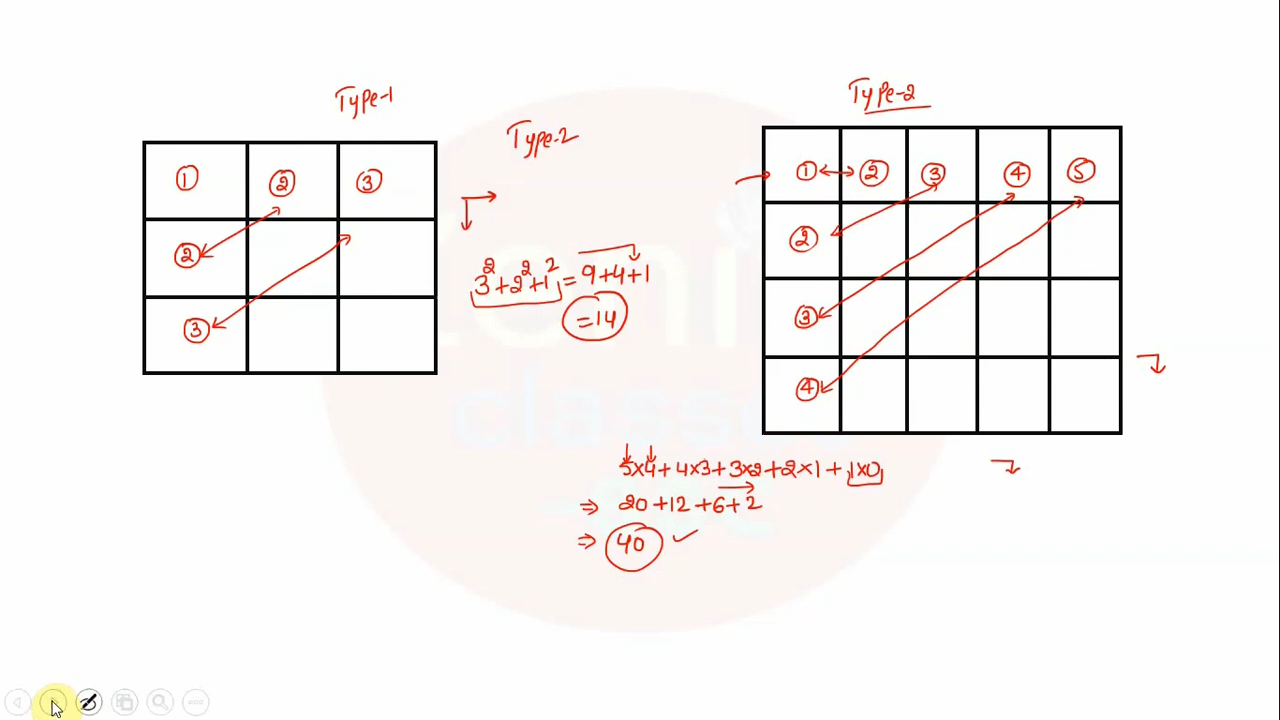 Type-1
Type-2
Type-2
① ② ③
②
③
3²+2²+1² = 9+4+1
=14
① ② ③ ④ ⑤
②
③
④
5×4+4×3+3×2+2×1+1×0
⇒ 20+12+6+2
⇒ 40 ✓
classes